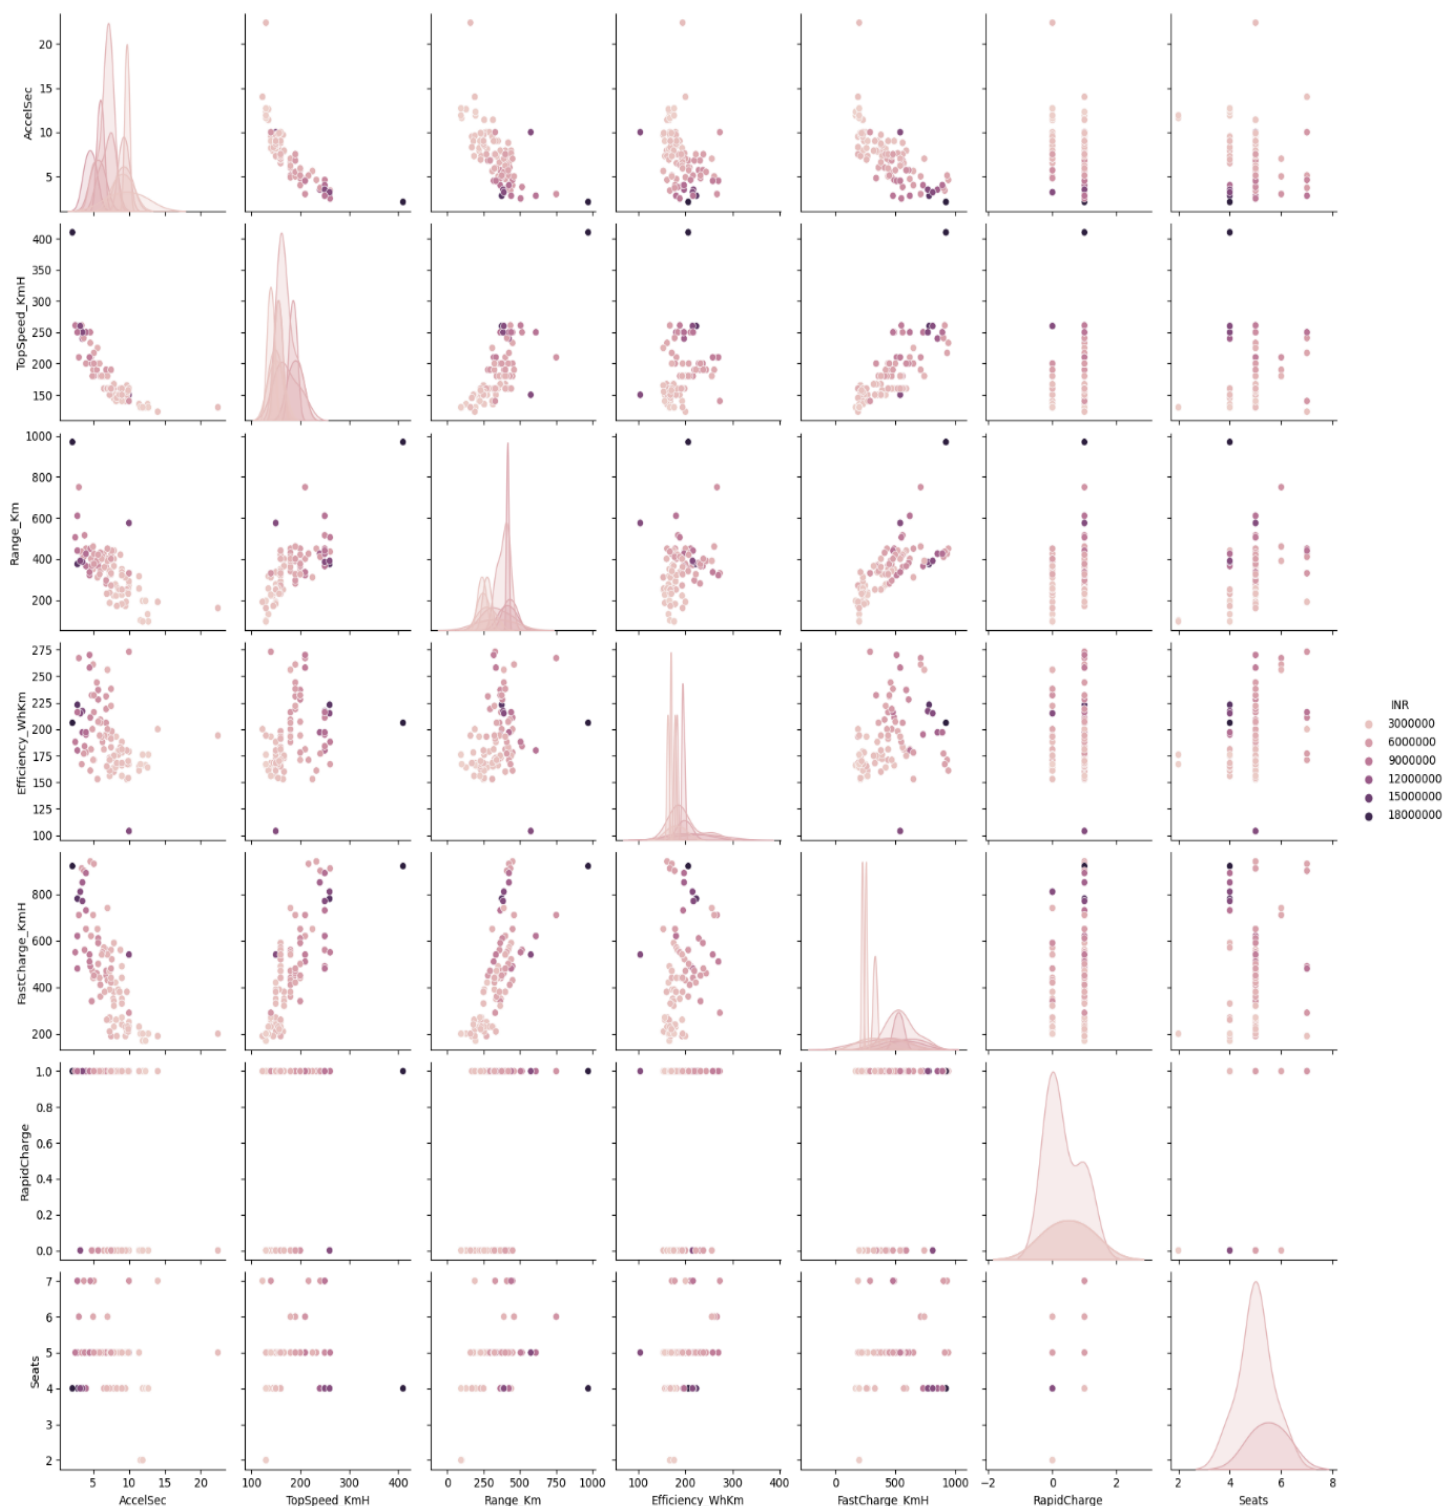 AccelSec
20
15
10
5
TopSpeed_KmH
400
350
300
250
200
150
Range_Km
1000
800
600
400
200
Efficiency_WhKm
275
250
225
200
175
150
125
100
INR
3000000
6000000
9000000
12000000
15000000
18000000
FastCharge_KmH
800
600
400
200
RapidCharge
1.0
0.8
0.6
0.4
0.2
0.0
Seats
7
6
5
4
3
2
5 10 15 20
AccelSec
100 200 300 400
TopSpeed_KmH
0 250 500 750 1000
Range_Km
100 200 300 400
Efficiency_WhKm
0 500 1000
FastCharge_KmH
−2 0 2
RapidCharge
2 4 6 8
Seats